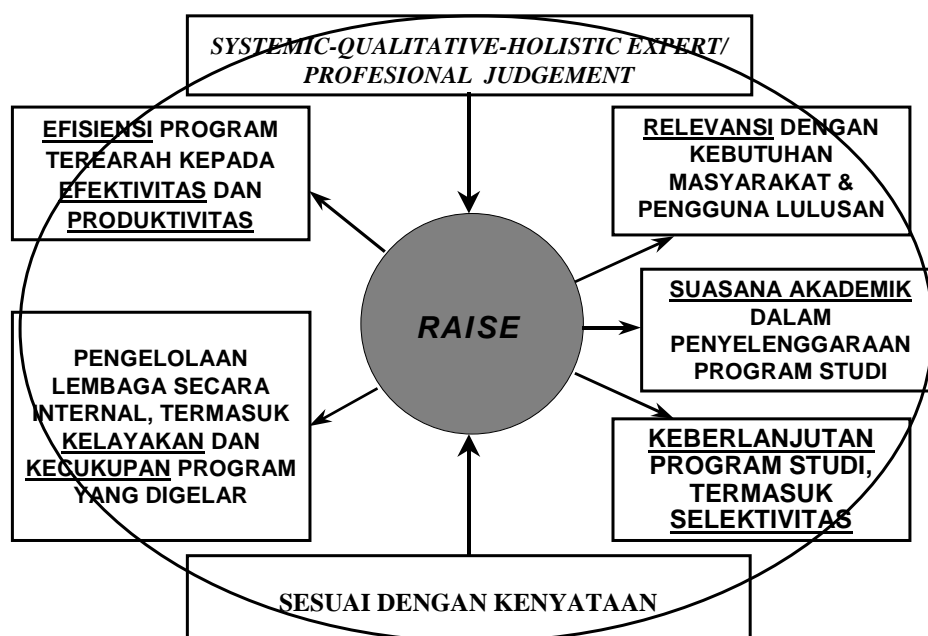 SYSTEMIC-QUALITATIVE-HOLISTIC EXPERT/
PROFESIONAL JUDGEMENT
EFISIENSI PROGRAM
TEREARAH KEPADA
EFEKTIVITAS DAN
PRODUKTIVITAS
RELEVANSI DENGAN
KEBUTUHAN
MASYARAKAT &
PENGGUNA LULUSAN
RAISE
SUASANA AKADEMIK
DALAM
PENYELENGGARAAN
PROGRAM STUDI
PENGELOLAAN
LEMBAGA SECARA
INTERNAL, TERMASUK
KELAYAKAN DAN
KECUKUPAN PROGRAM
YANG DIGELAR
KEBERLANJUTAN
PROGRAM STUDI,
TERMASUK
SELEKTIVITAS
SESUAI DENGAN KENYATAAN